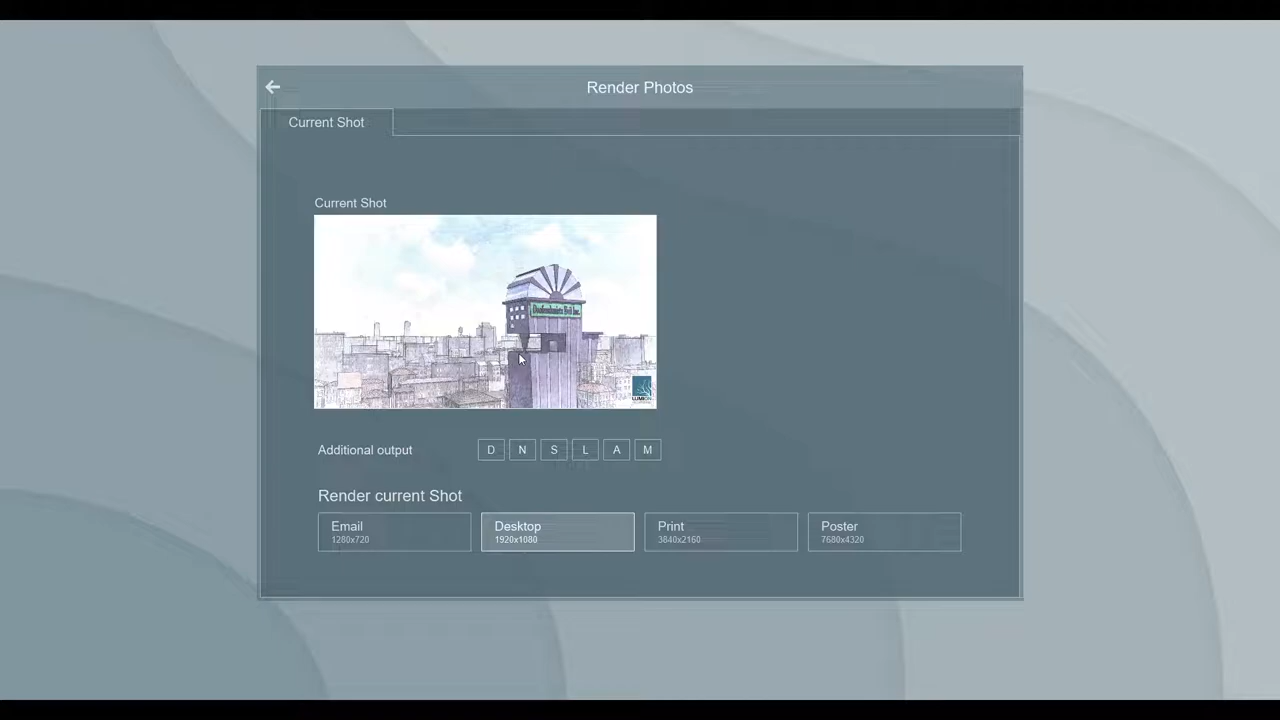 Render Photos
Current Shot
Current Shot
LUMION
Additional output
D N S L A M
Render current Shot
Email
1280x720
Desktop
1920x1080
Print
3840x2160
Poster
7680x4320